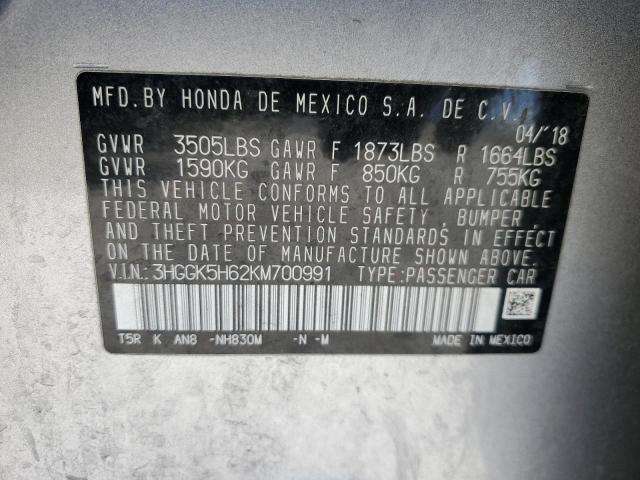 MFD. BY HONDA DE MEXICO S.A. DE C.V.
04/'18
GVWR 3505LBS GAWR F 1873LBS R 1664LBS
GVWR 1590KG GAWR F 850KG R 755KG
THIS VEHICLE CONFORMS TO ALL APPLICABLE
FEDERAL MOTOR VEHICLE SAFETY, BUMPER,
AND THEFT PREVENTION STANDARDS IN EFFECT
ON THE DATE OF MANUFACTURE SHOWN ABOVE.
V.I.N.: 3HGGK5H62KM700991 TYPE: PASSENGER CAR
T5R K AN8 -NH830M -N -M MADE IN MEXICO